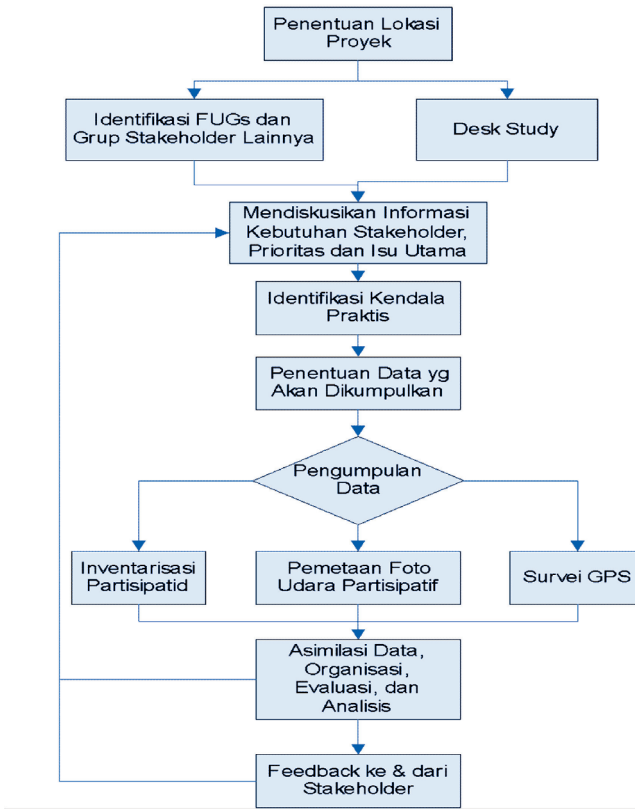 Penentuan Lokasi
Proyek
Identifikasi FUGs dan
Grup Stakeholder Lainnya
Desk Study
Mendiskusikan Informasi
Kebutuhan Stakeholder,
Prioritas dan Isu Utama
Identifikasi Kendala
Praktis
Penentuan Data yg
Akan Dikumpulkan
Pengumpulan
Data
Inventarisasi
Partisipatid
Pemetaan Foto
Udara Partisipatif
Survei GPS
Asimilasi Data,
Organisasi,
Evaluasi, dan
Analisis
Feedback ke & dari
Stakeholder